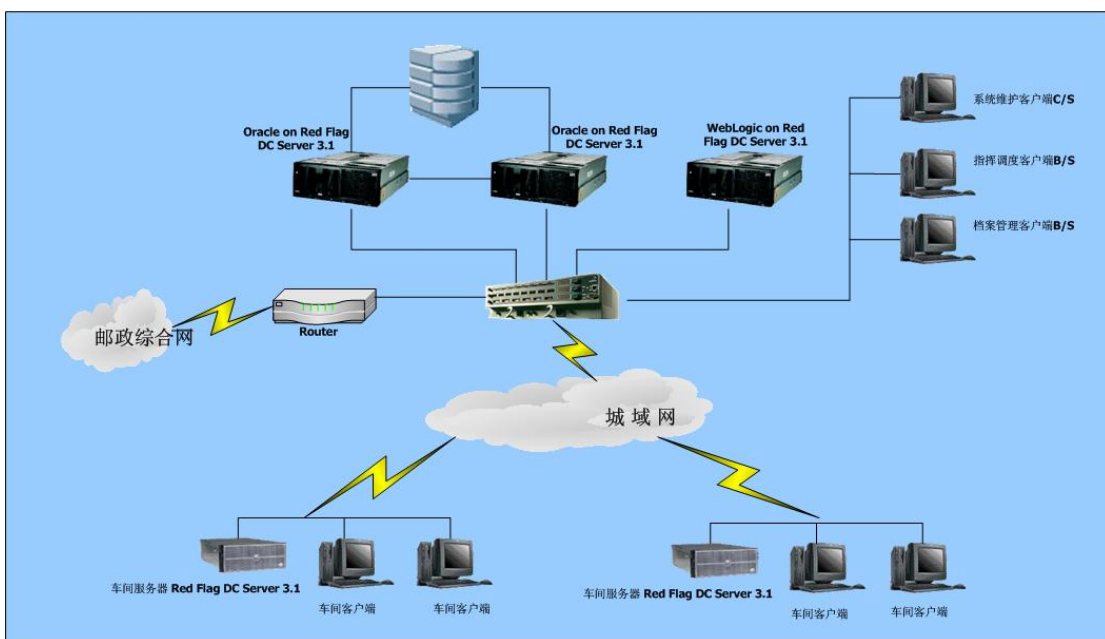 Oracle on Red Flag
DC Server 3.1
Oracle on Red Flag
DC Server 3.1
WebLogic on Red
Flag DC Server 3.1
系统维护客户端C/S
指挥调度客户端B/S
档案管理客户端B/S
邮政综合网
Router
城域网
车间服务器 Red Flag DC Server 3.1
车间客户端
车间客户端
车间服务器 Red Flag DC Server 3.1
车间客户端
车间客户端